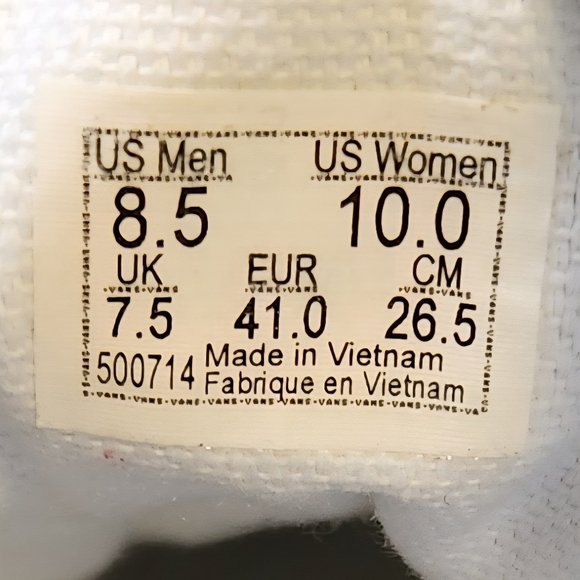 US Men US Women
8.5 10.0
UK EUR CM
7.5 41.0 26.5
500714 Made in Vietnam
Fabrique en Vietnam